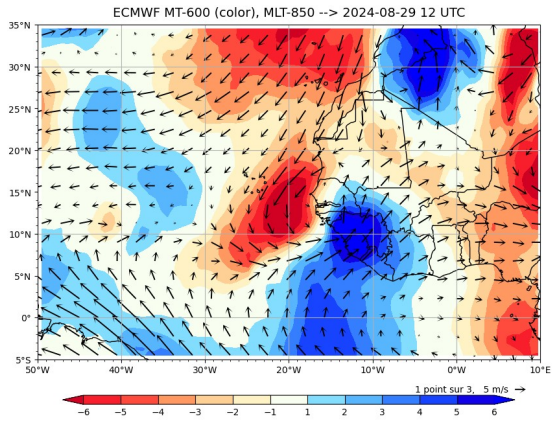 ECMWF MT-600 (color), MLT-850 --> 2024-08-29 12 UTC
35°N
30°N
25°N
20°N
15°N
10°N
5°N
0°
5°S
50°W 40°W 30°W 20°W 10°W 0°W 10°E
1 point sur 3, 5 m/s
−6 −5 −4 −3 −2 −1 1 2 3 4 5 6